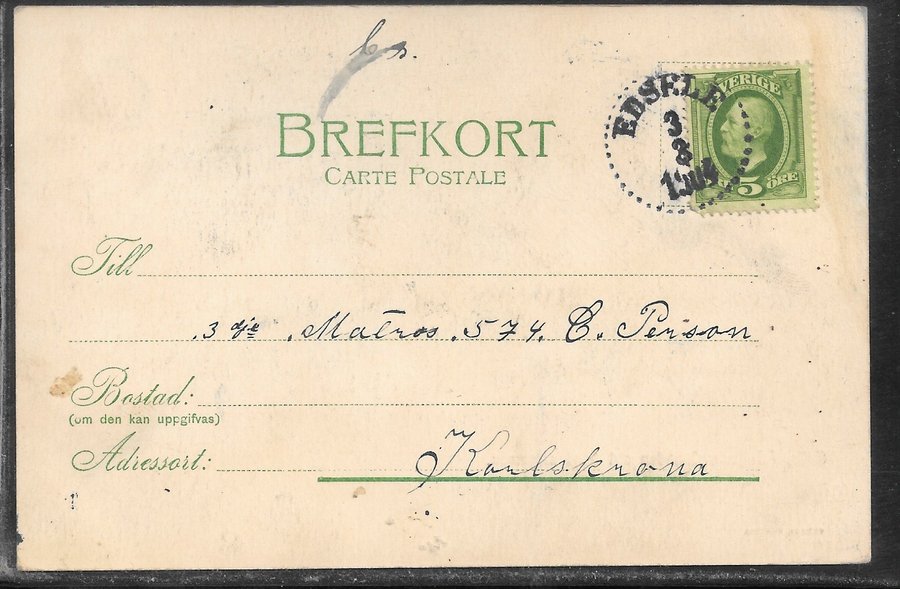 Cs.
BREFKORT
CARTE POSTALE
EDSELE
3
8
SVERIGE
5 ÖRE
Till
3dje Matros. 574. C. Person
Bostad:
(om den kan uppgifvas)
Adressort:
Karlskrona